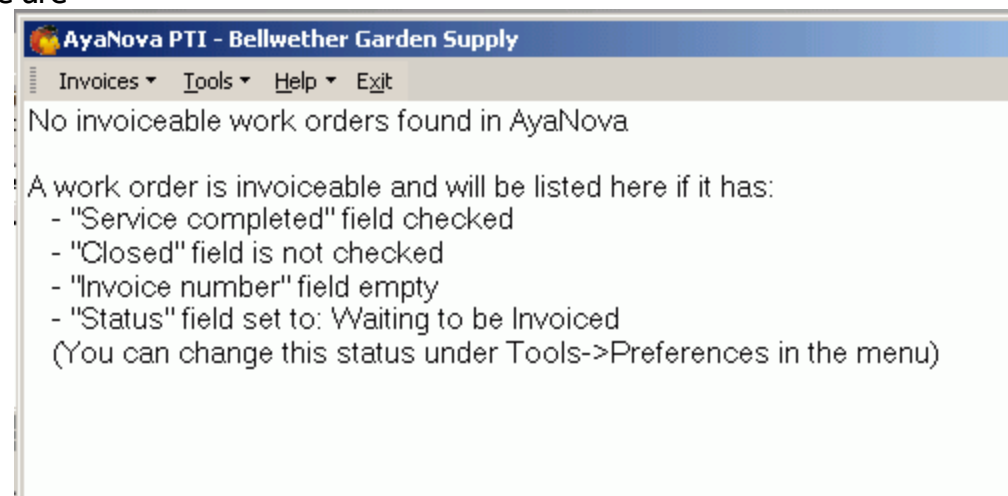 AyaNova PTI - Bellwether Garden Supply
Invoices Tools Help Exit
No invoiceable work orders found in AyaNova
A work order is invoiceable and will be listed here if it has:
- "Service completed" field checked
- "Closed" field is not checked
- "Invoice number" field empty
- "Status" field set to: Waiting to be Invoiced
(You can change this status under Tools->Preferences in the menu)